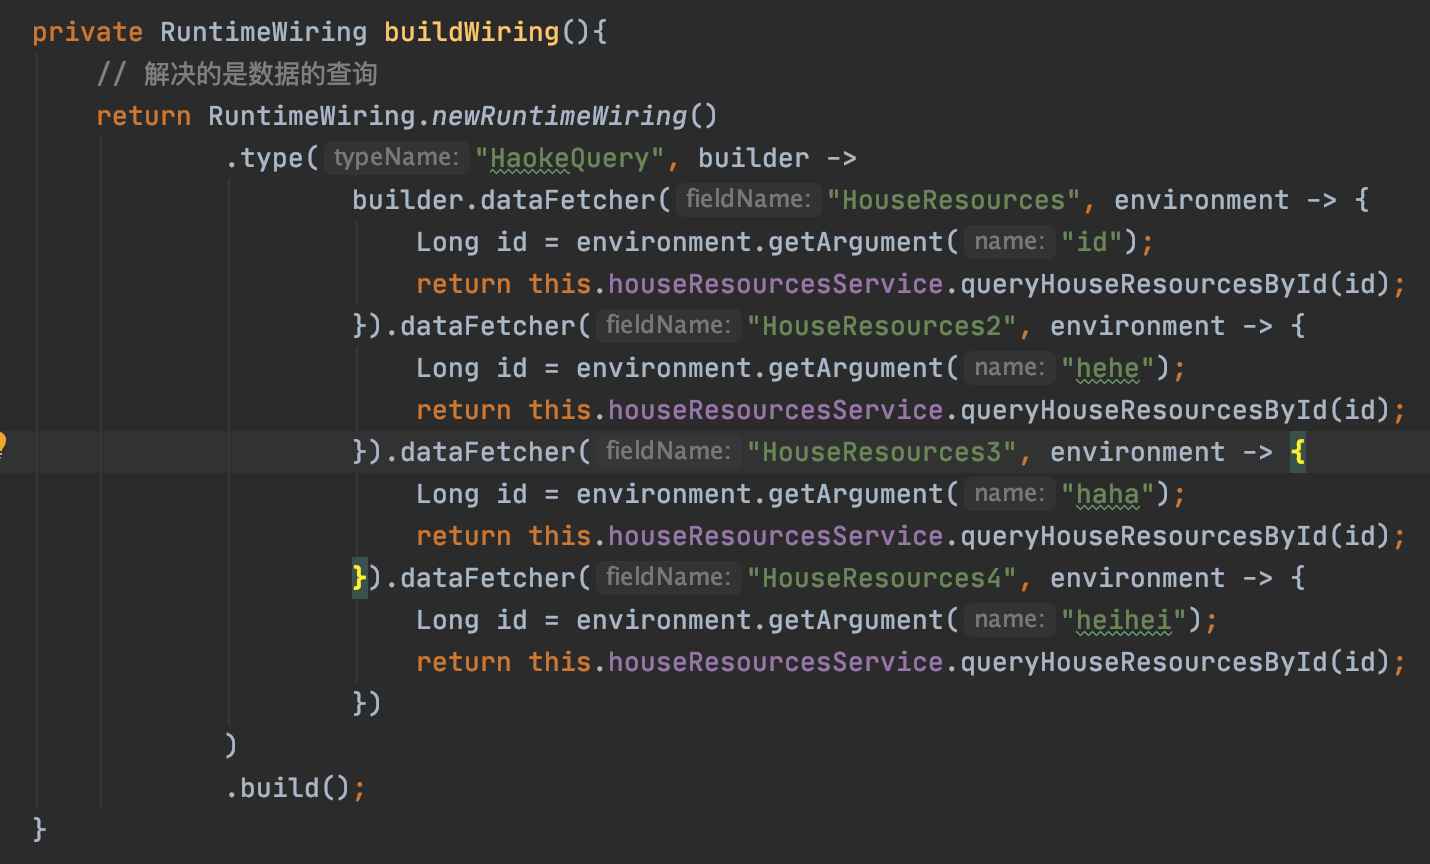 private RuntimeWiring buildWiring(){
// 解决的是数据的查询
return RuntimeWiring.newRuntimeWiring()
.type( typeName: "HaokeQuery", builder ->
builder.dataFetcher( fieldName: "HouseResources", environment -> {
Long id = environment.getArgument( name: "id");
return this.houseResourcesService.queryHouseResourcesById(id);
}).dataFetcher( fieldName: "HouseResources2", environment -> {
Long id = environment.getArgument( name: "hehe");
return this.houseResourcesService.queryHouseResourcesById(id);
}).dataFetcher( fieldName: "HouseResources3", environment -> {
Long id = environment.getArgument( name: "haha");
return this.houseResourcesService.queryHouseResourcesById(id);
}).dataFetcher( fieldName: "HouseResources4", environment -> {
Long id = environment.getArgument( name: "heihei");
return this.houseResourcesService.queryHouseResourcesById(id);
})
)
.build();
}